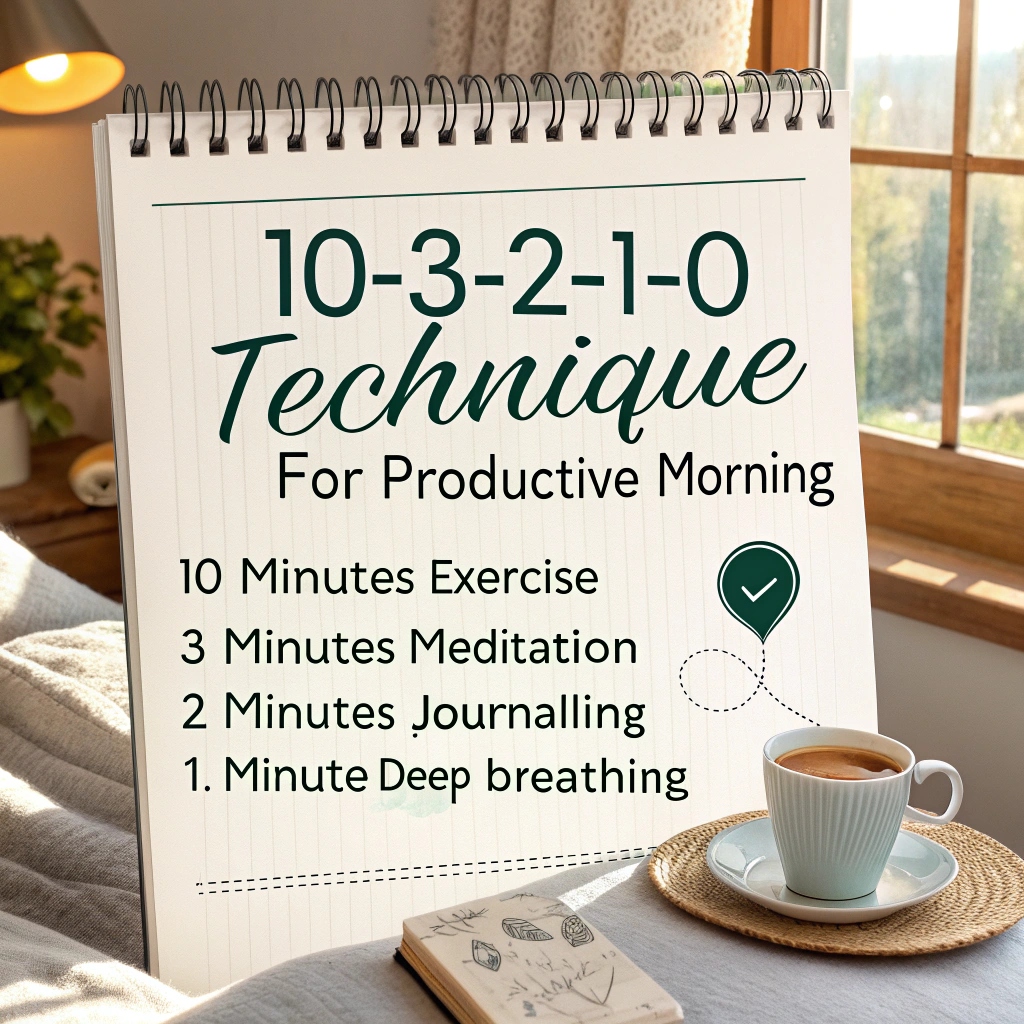 10-3-2-1-0
Technique
For Productive Morning
10 Minutes Exercise
3 Minutes Meditation
2 Minutes Journalling
1. Minute Deep breathing